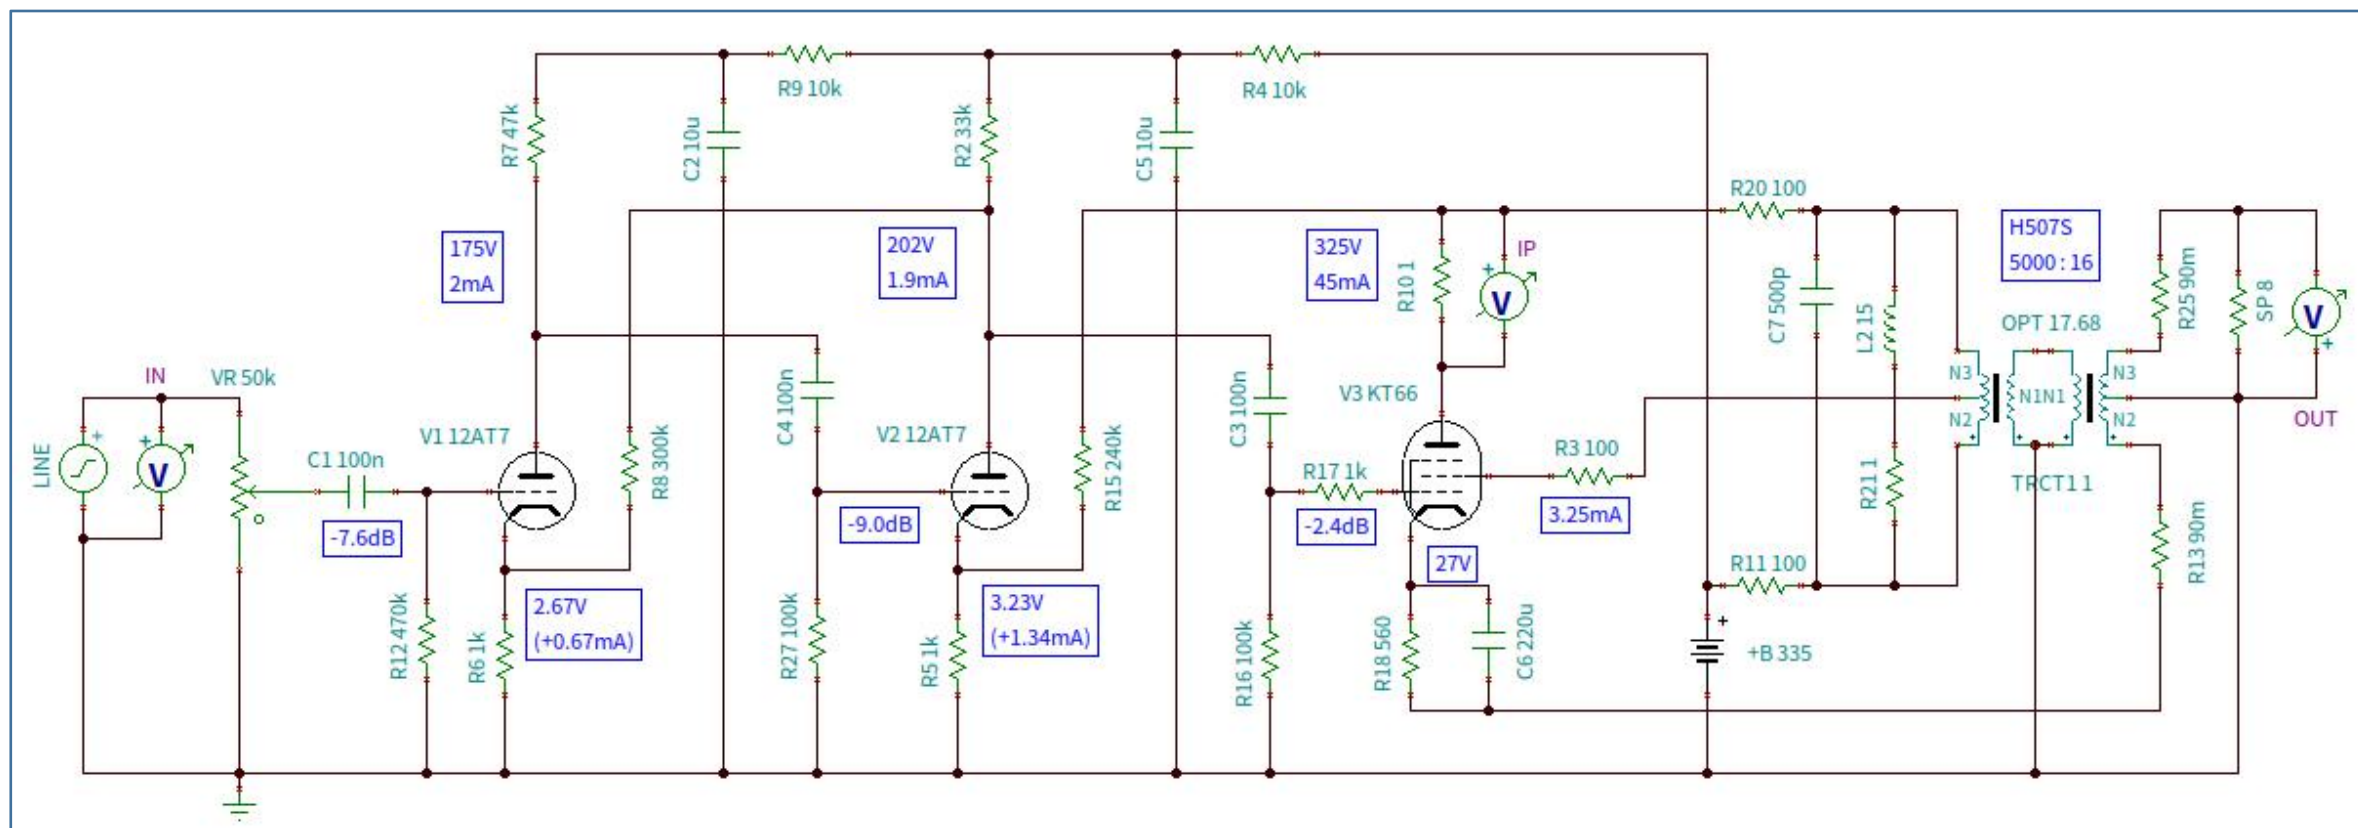 R9 10k
R4 10k
R7 47k
C2 10u
R2 33k
C5 10u
R20 100
175V
2mA
202V
1.9mA
325V
45mA
R10 1
IP
V
C7 500p
L2 15
H507S
5000 : 16
OPT 17.68
R25 90m
SP 8
V
+
OUT
IN
VR 50k
LINE
+
+
V
C1 100n
-7.6dB
V1 12AT7
R8 300k
C4 100n
V2 12AT7
-9.0dB
R15 240k
C3 100n
V3 KT66
R17 1k
-2.4dB
R3 100
3.25mA
N3
N2
N1N1
N3
N2
TRCT1 1
R21 1
R13 90m
R12 470k
R6 1k
2.67V
(+0.67mA)
R27 100k
R5 1k
3.23V
(+1.34mA)
R16 100k
27V
R18 560
C6 220u
R11 100
+
+B 335